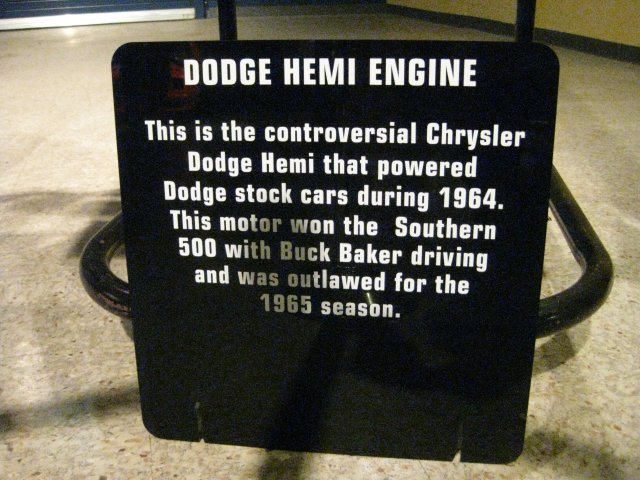 DODGE HEMI ENGINE
This is the controversial Chrysler
Dodge Hemi that powered
Dodge stock cars during 1964.
This motor won the Southern
500 with Buck Baker driving
and was outlawed for the
1965 season.